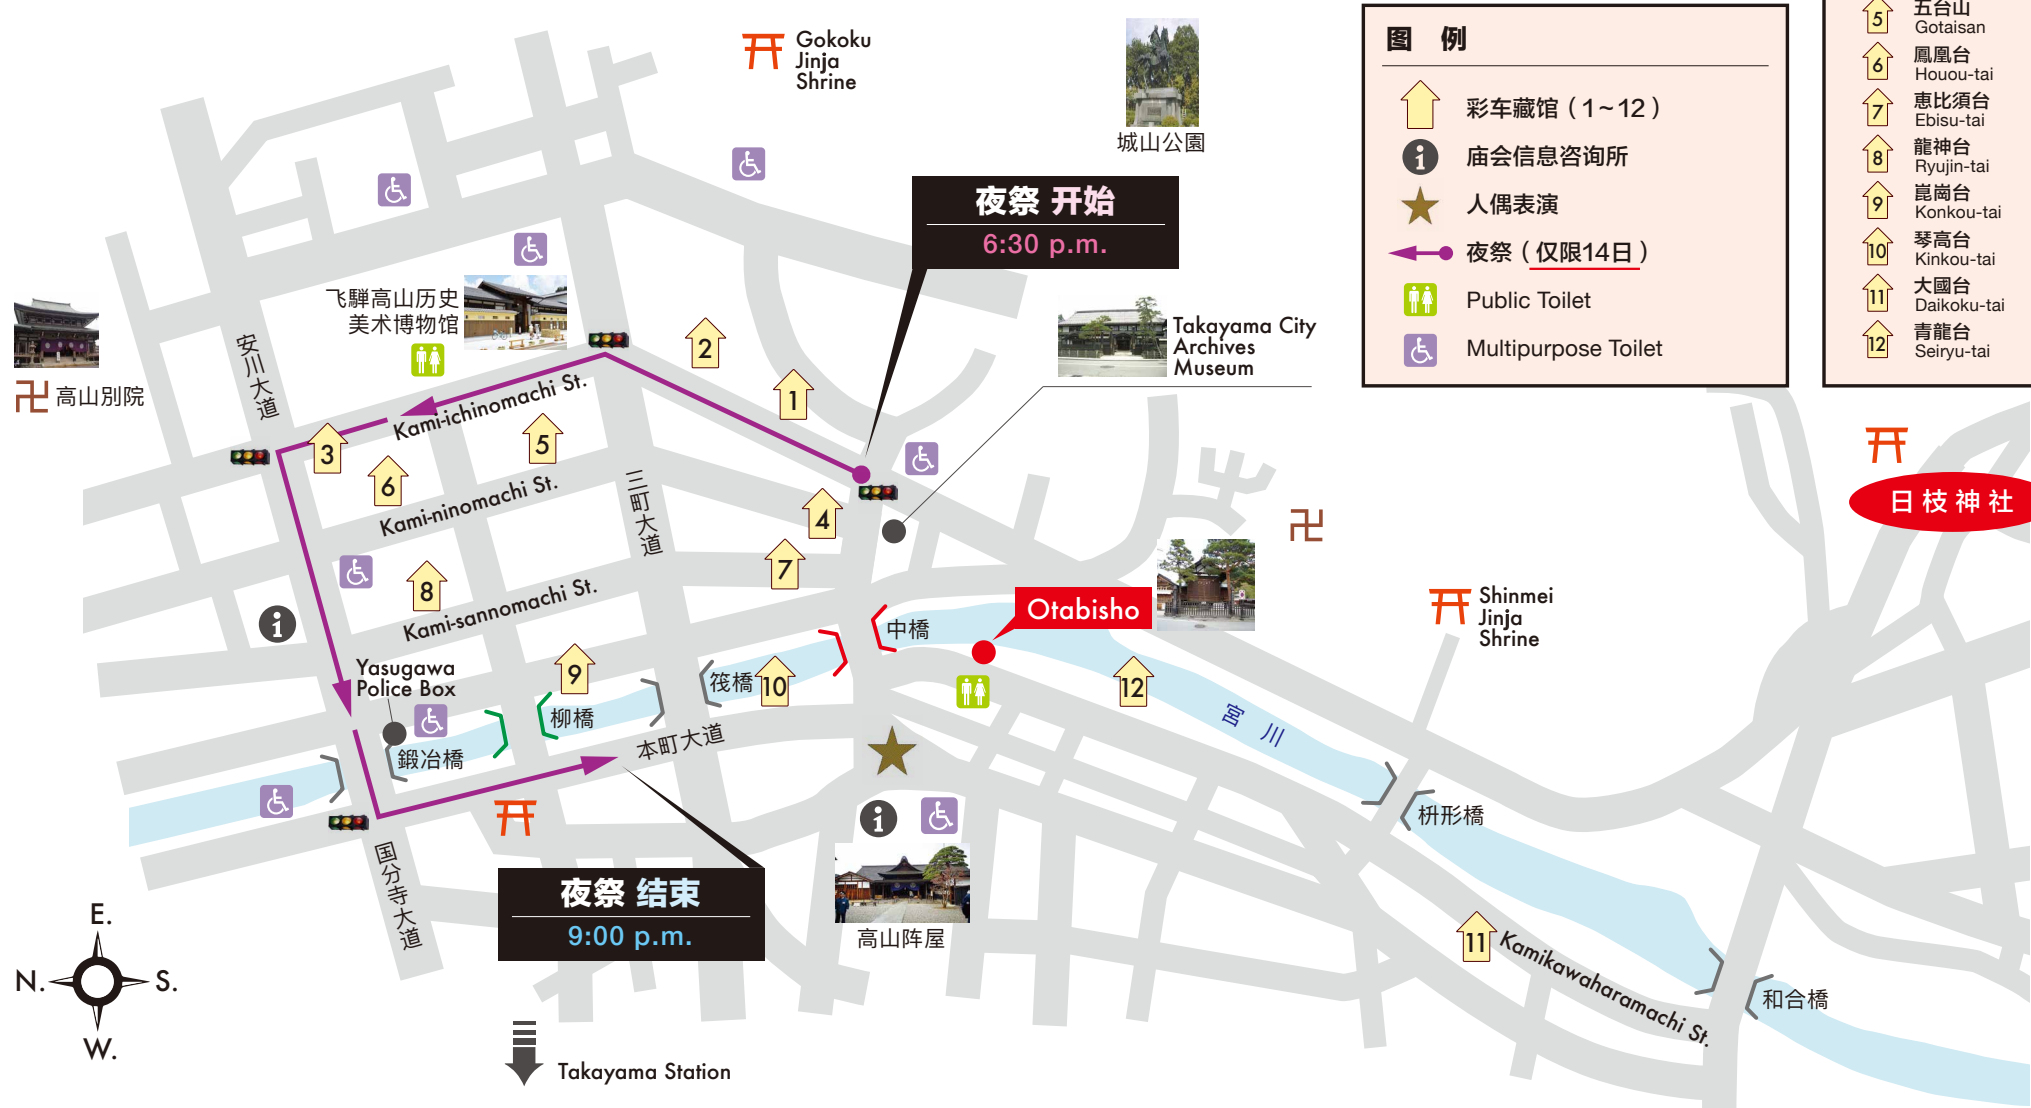 Gokoku
Jinja
Shrine
城山公園
夜祭 开始
6:30 p.m.
飞騨高山历史
美术博物馆
Takayama City
Archives
Museum
高山別院
安川大道
Kami-ichinomachi St.
Kami-ninomachi St.
Kami-sannomachi St.
三町大道
2
1
3
5
6
4
7
8
9
10
12
11
Otabisho
中橋
筏橋
柳橋
鍛冶橋
Yasugawa
Police Box
本町大道
宮川
枡形橋
和合橋
Shinmei
Jinja
Shrine
日枝神社
国分寺大道
夜祭 结束
9:00 p.m.
高山阵屋
Kamikawaharamachi St.
E.
N.
S.
W.
Takayama Station
图 例
彩车藏馆（1~12）
庙会信息咨询所
人偶表演
夜祭（仅限14日）
Public Toilet
Multipurpose Toilet
5 五台山
Gotaisan
6 鳳凰台
Houou-tai
7 恵比須台
Ebisu-tai
8 龍神台
Ryujin-tai
9 崑崗台
Konkou-tai
10 琴高台
Kinkou-tai
11 大國台
Daikoku-tai
12 青龍台
Seiryu-tai